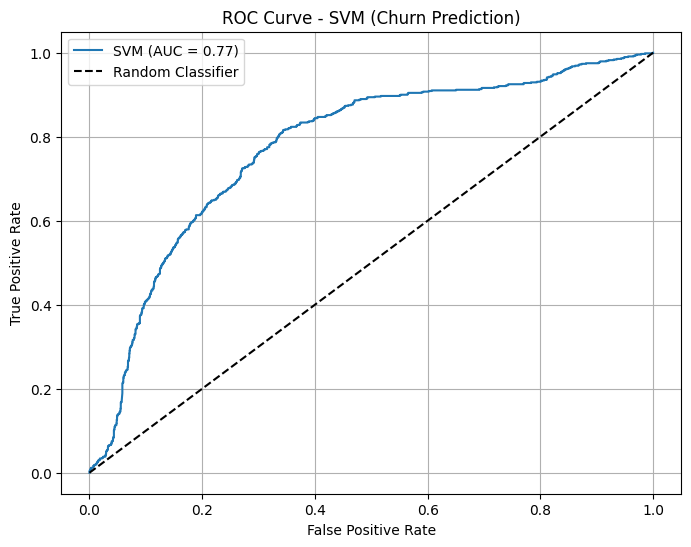 ROC Curve - SVM (Churn Prediction)
SVM (AUC = 0.77)
Random Classifier
True Positive Rate
1.0
0.8
0.6
0.4
0.2
0.0
0.0 0.2 0.4 0.6 0.8 1.0
False Positive Rate